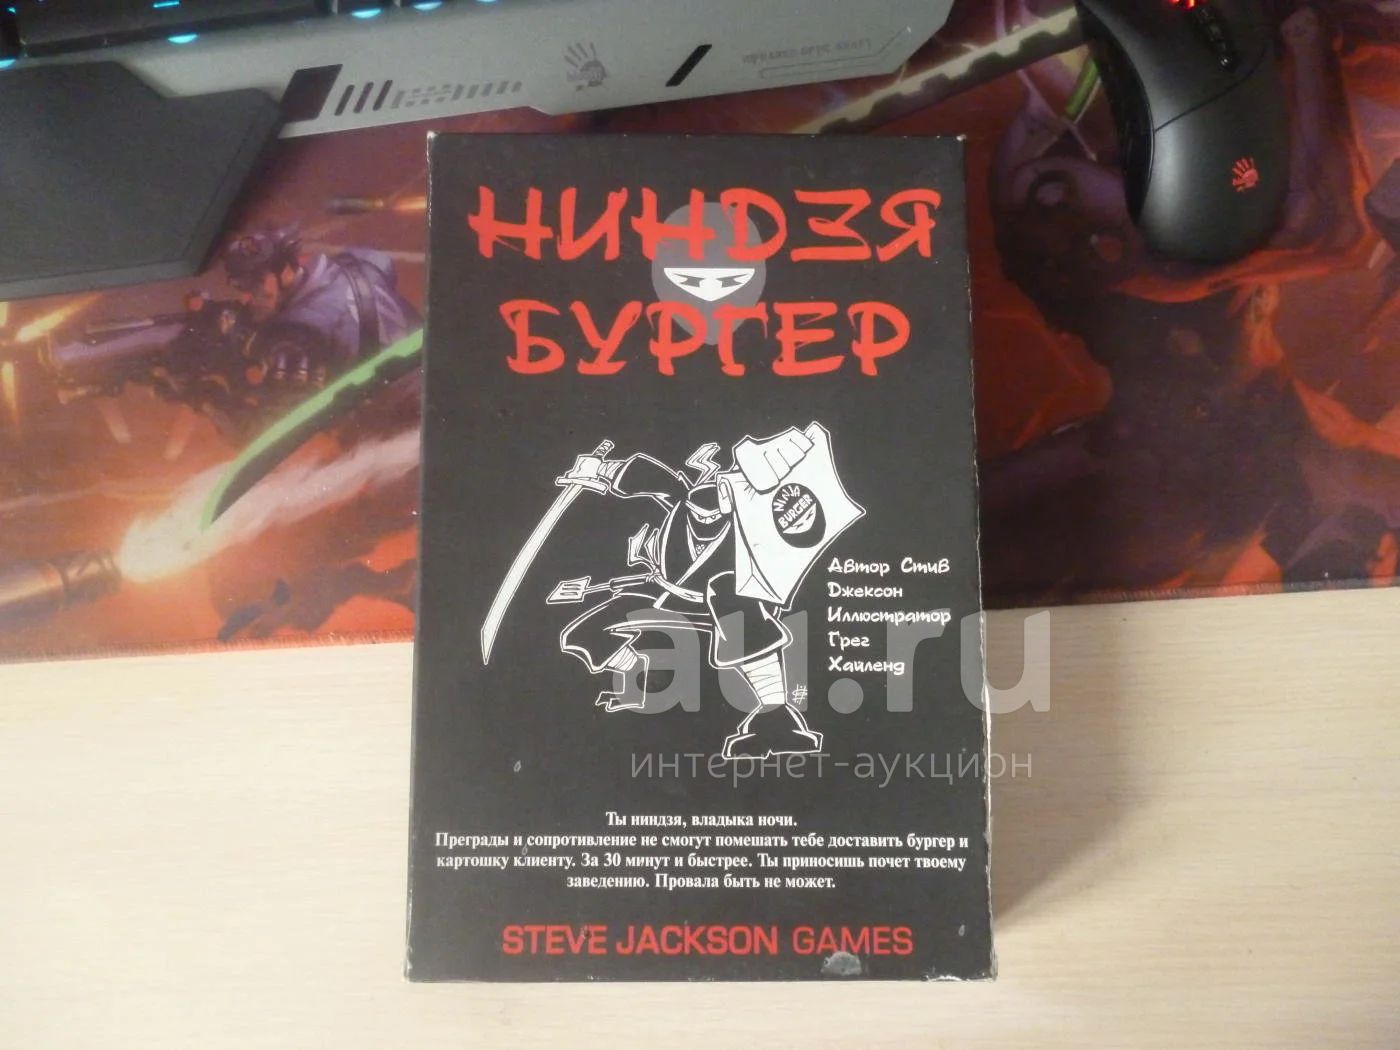 НИНДЗЯ
БУРГЕР
NINJA
BURGER
Автор Стив
Джексон
Иллюстратор
Грег
Хайленд
au.ru
интернет-аукцион
Ты ниндзя, владыка ночи.
Преграды и сопротивление не смогут помешать тебе доставить бургер и
картошку клиенту. За 30 минут и быстрее. Ты приносишь почет твоему
заведению. Провала быть не может.
STEVE JACKSON GAMES